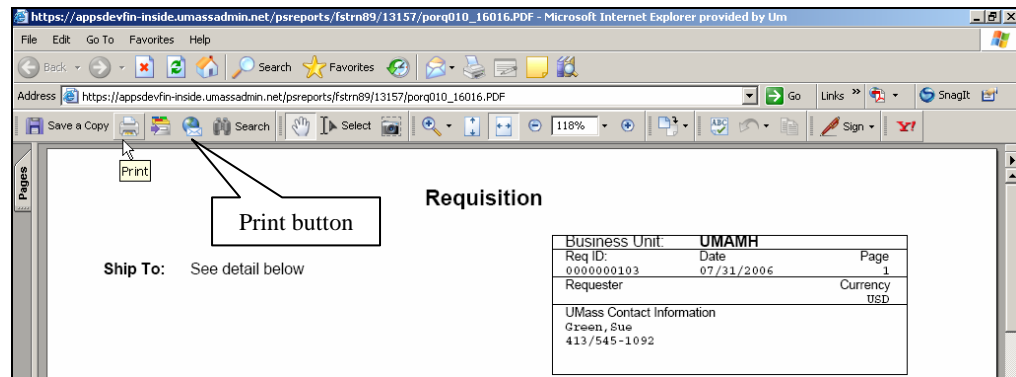 https://appsdevfin-inside.umassadmin.net/psreports/fstrn89/13157/porq010_16016.PDF - Microsoft Internet Explorer provided by Um
File Edit Go To Favorites Help
Back Search Favorites
Address https://appsdevfin-inside.umassadmin.net/psreports/fstrn89/13157/porq010_16016.PDF Go Links » SnagIt
Save a Copy Search Select 118% Sign Y!
Pages
Print
Print button
Requisition
Ship To: See detail below
Business Unit: UMAMH
Req ID: Date Page
0000000103 07/31/2006 1
Requester Currency
USD
UMass Contact Information
Green,Sue
413/545-1092